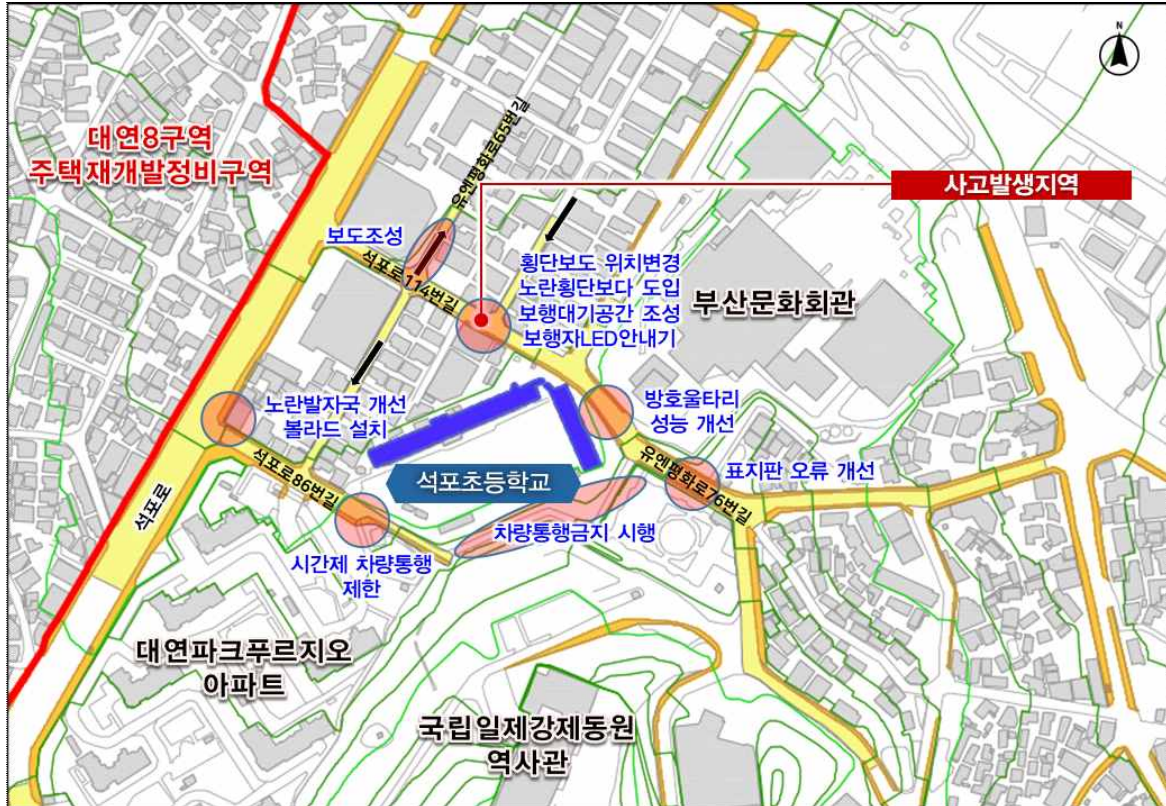 N
대연8구역
주택재개발정비구역
유엔평화로65번길
사고발생지역
보도조성
석포로114번길
횡단보도 위치변경
노란횡단보다 도입
보행대기공간 조성
보행자LED안내기
부산문화회관
노란발자국 개선
볼라드 설치
방호울타리
성능 개선
석포로86번길
석포초등학교
유엔평화로76번길
표지판 오류 개선
석포로
차량통행금지 시행
시간제 차량통행
제한
대연파크푸르지오
아파트
국립일제강제동원
역사관